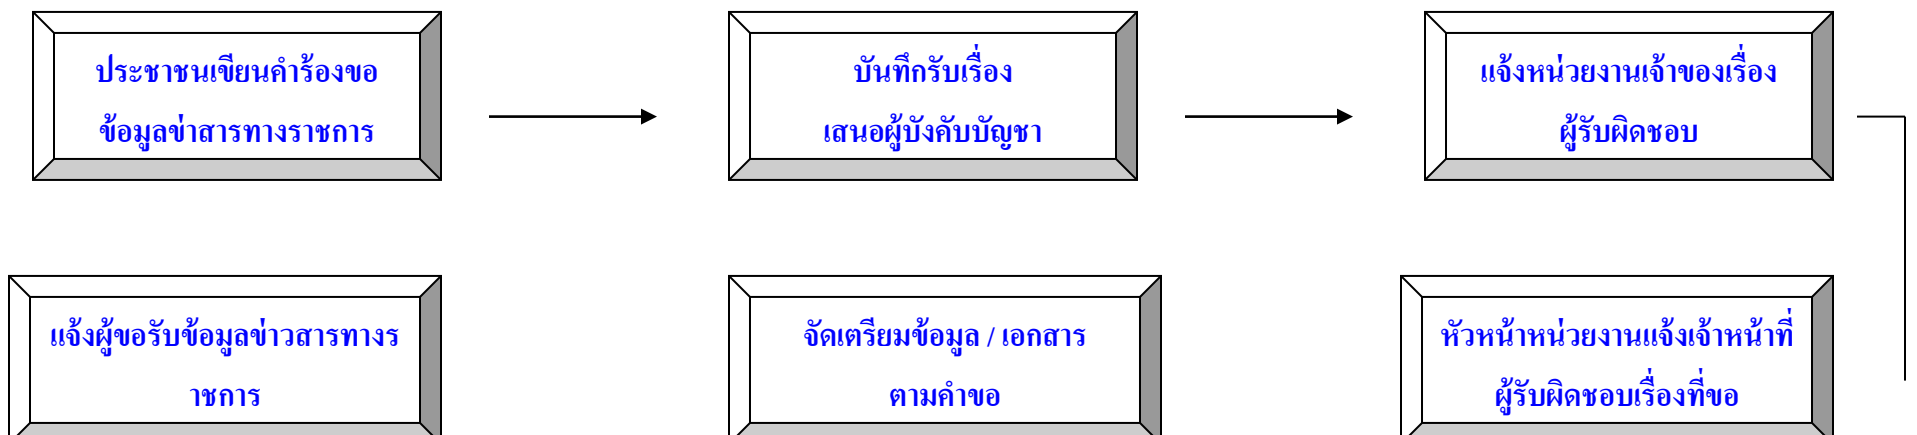 ประชาชนเขียนคำร้องขอ
ข้อมูลข่าสารทางราชการ
บันทึกรับเรื่อง
เสนอผู้บังคับบัญชา
แจ้งหน่วยงานเจ้าของเรื่อง
ผู้รับผิดชอบ
แจ้งผู้ขอรับข้อมูลข่าวสารทางร
าชการ
จัดเตรียมข้อมูล / เอกสาร
ตามคำขอ
หัวหน้าหน่วยงานแจ้งเจ้าหน้าที่
ผู้รับผิดชอบเรื่องที่ขอ